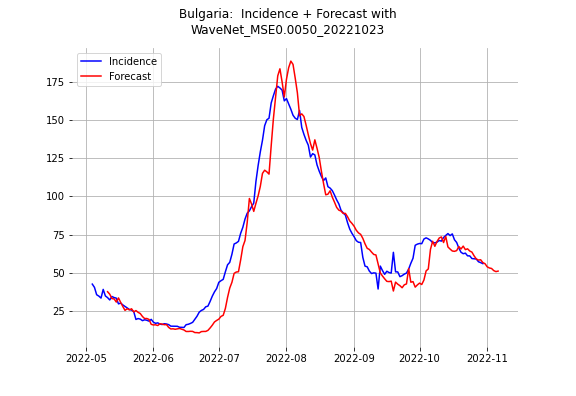 Bulgaria:  Incidence + Forecast with
WaveNet_MSE0.0050_20221023
Incidence
Forecast
175
150
125
100
75
50
25
2022-05 2022-06 2022-07 2022-08 2022-09 2022-10 2022-11